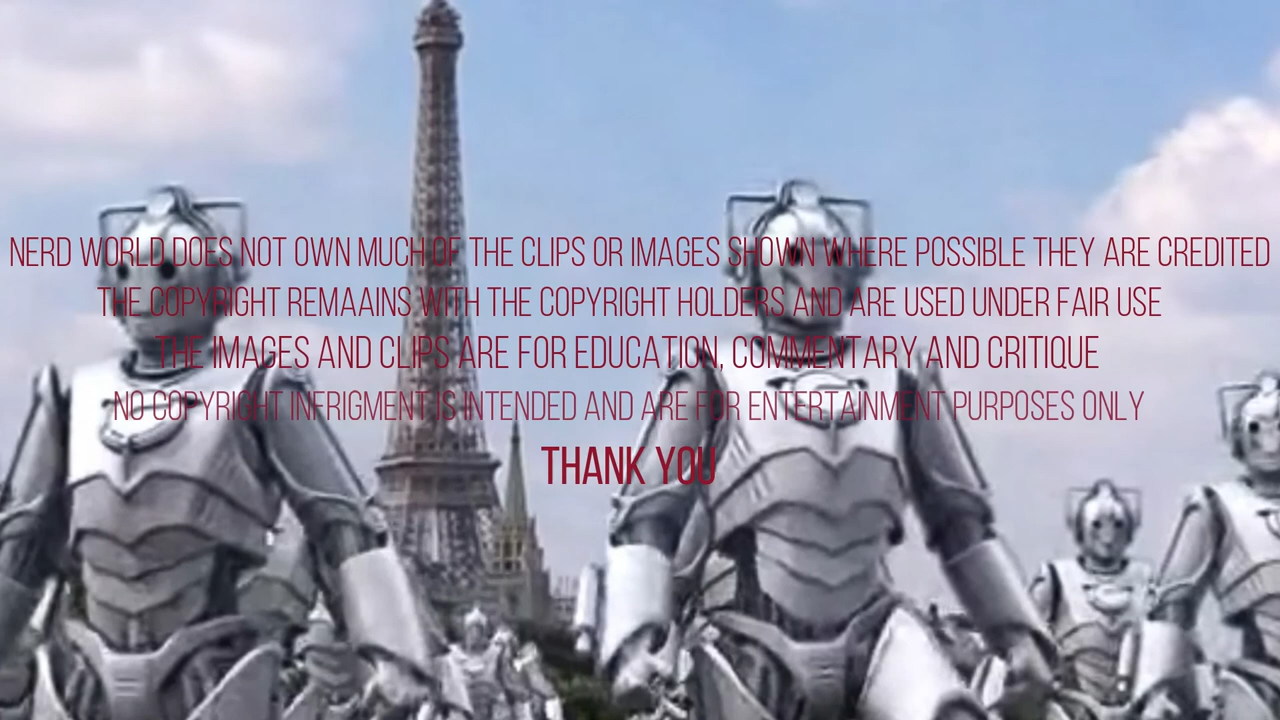 NERD WORLD DOES NOT OWN MUCH OF THE CLIPS OR IMAGES SHOWN WHERE POSSIBLE THEY ARE CREDITED
THE COPYRIGHT REMAAINS WITH THE COPYRIGHT HOLDERS AND ARE USED UNDER FAIR USE
THE IMAGES AND CLIPS ARE FOR EDUCATION, COMMENTARY AND CRITIQUE
NO COPYRIGHT INFRIGMENT IS INTENDED AND ARE FOR ENTERTAINMENT PURPOSES ONLY
THANK YOU